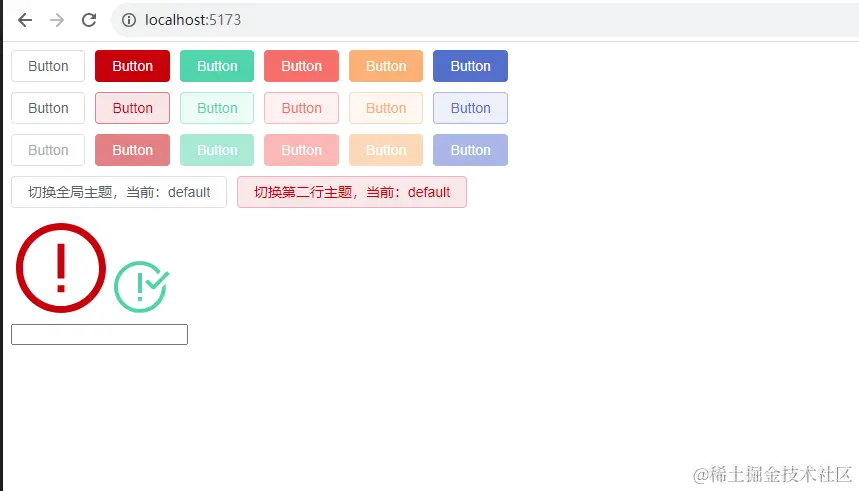 localhost:5173
Button Button Button Button Button Button
Button Button Button Button Button Button
Button Button Button Button Button Button
切换全局主题，当前：default 切换第二行主题，当前：default
@稀土掘金技术社区